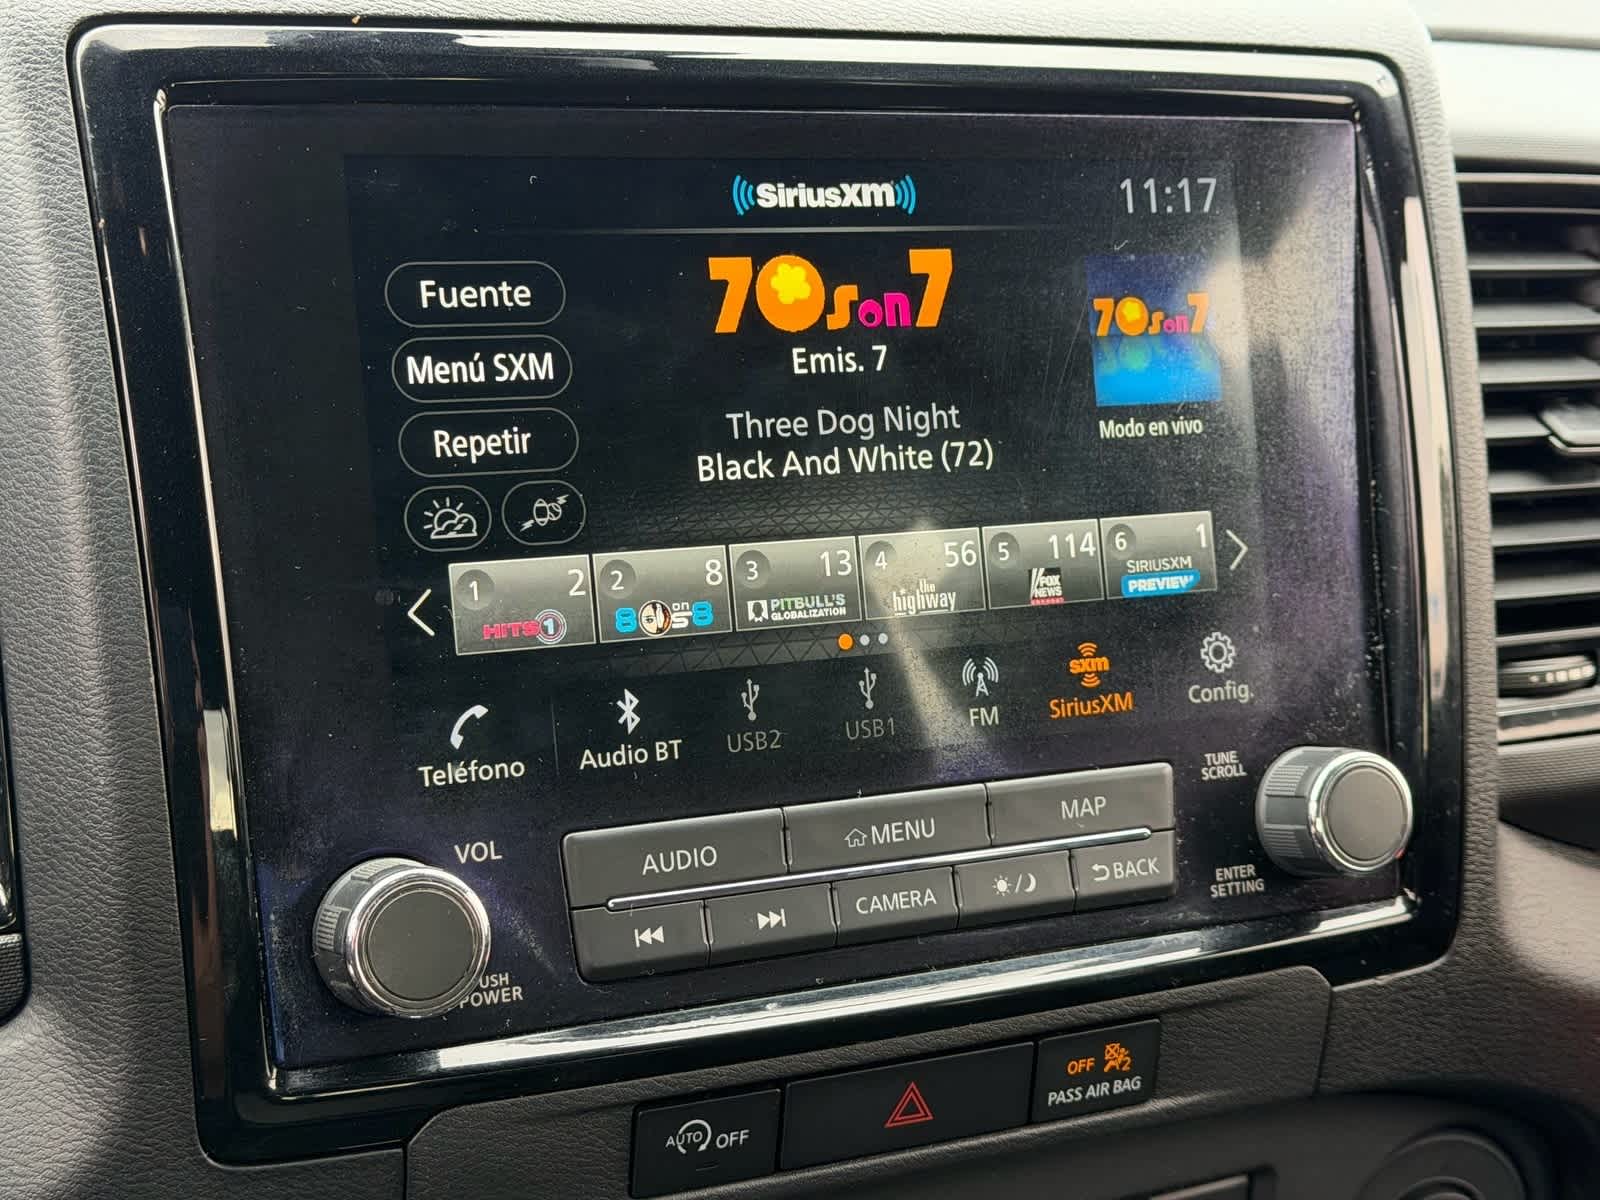 SiriusXM
11:17
Fuente
Menú SXM
Repetir
70s on 7
Emis. 7
Three Dog Night
Black And White (72)
70s on 7
Modo en vivo
1 2 HITS 1
2 8 80s on 8
3 13 PITBULL'S GLOBALIZATION
4 56 the highway
5 114 FOX NEWS
6 1 SIRIUSXM PREVIEW
Teléfono
Audio BT
USB2
USB1
FM
sxm
SiriusXM
Config.
VOL
PUSH
POWER
AUDIO
MENU
MAP
CAMERA
BACK
TUNE
SCROLL
ENTER
SETTING
AUTO OFF
OFF 2
PASS AIR BAG